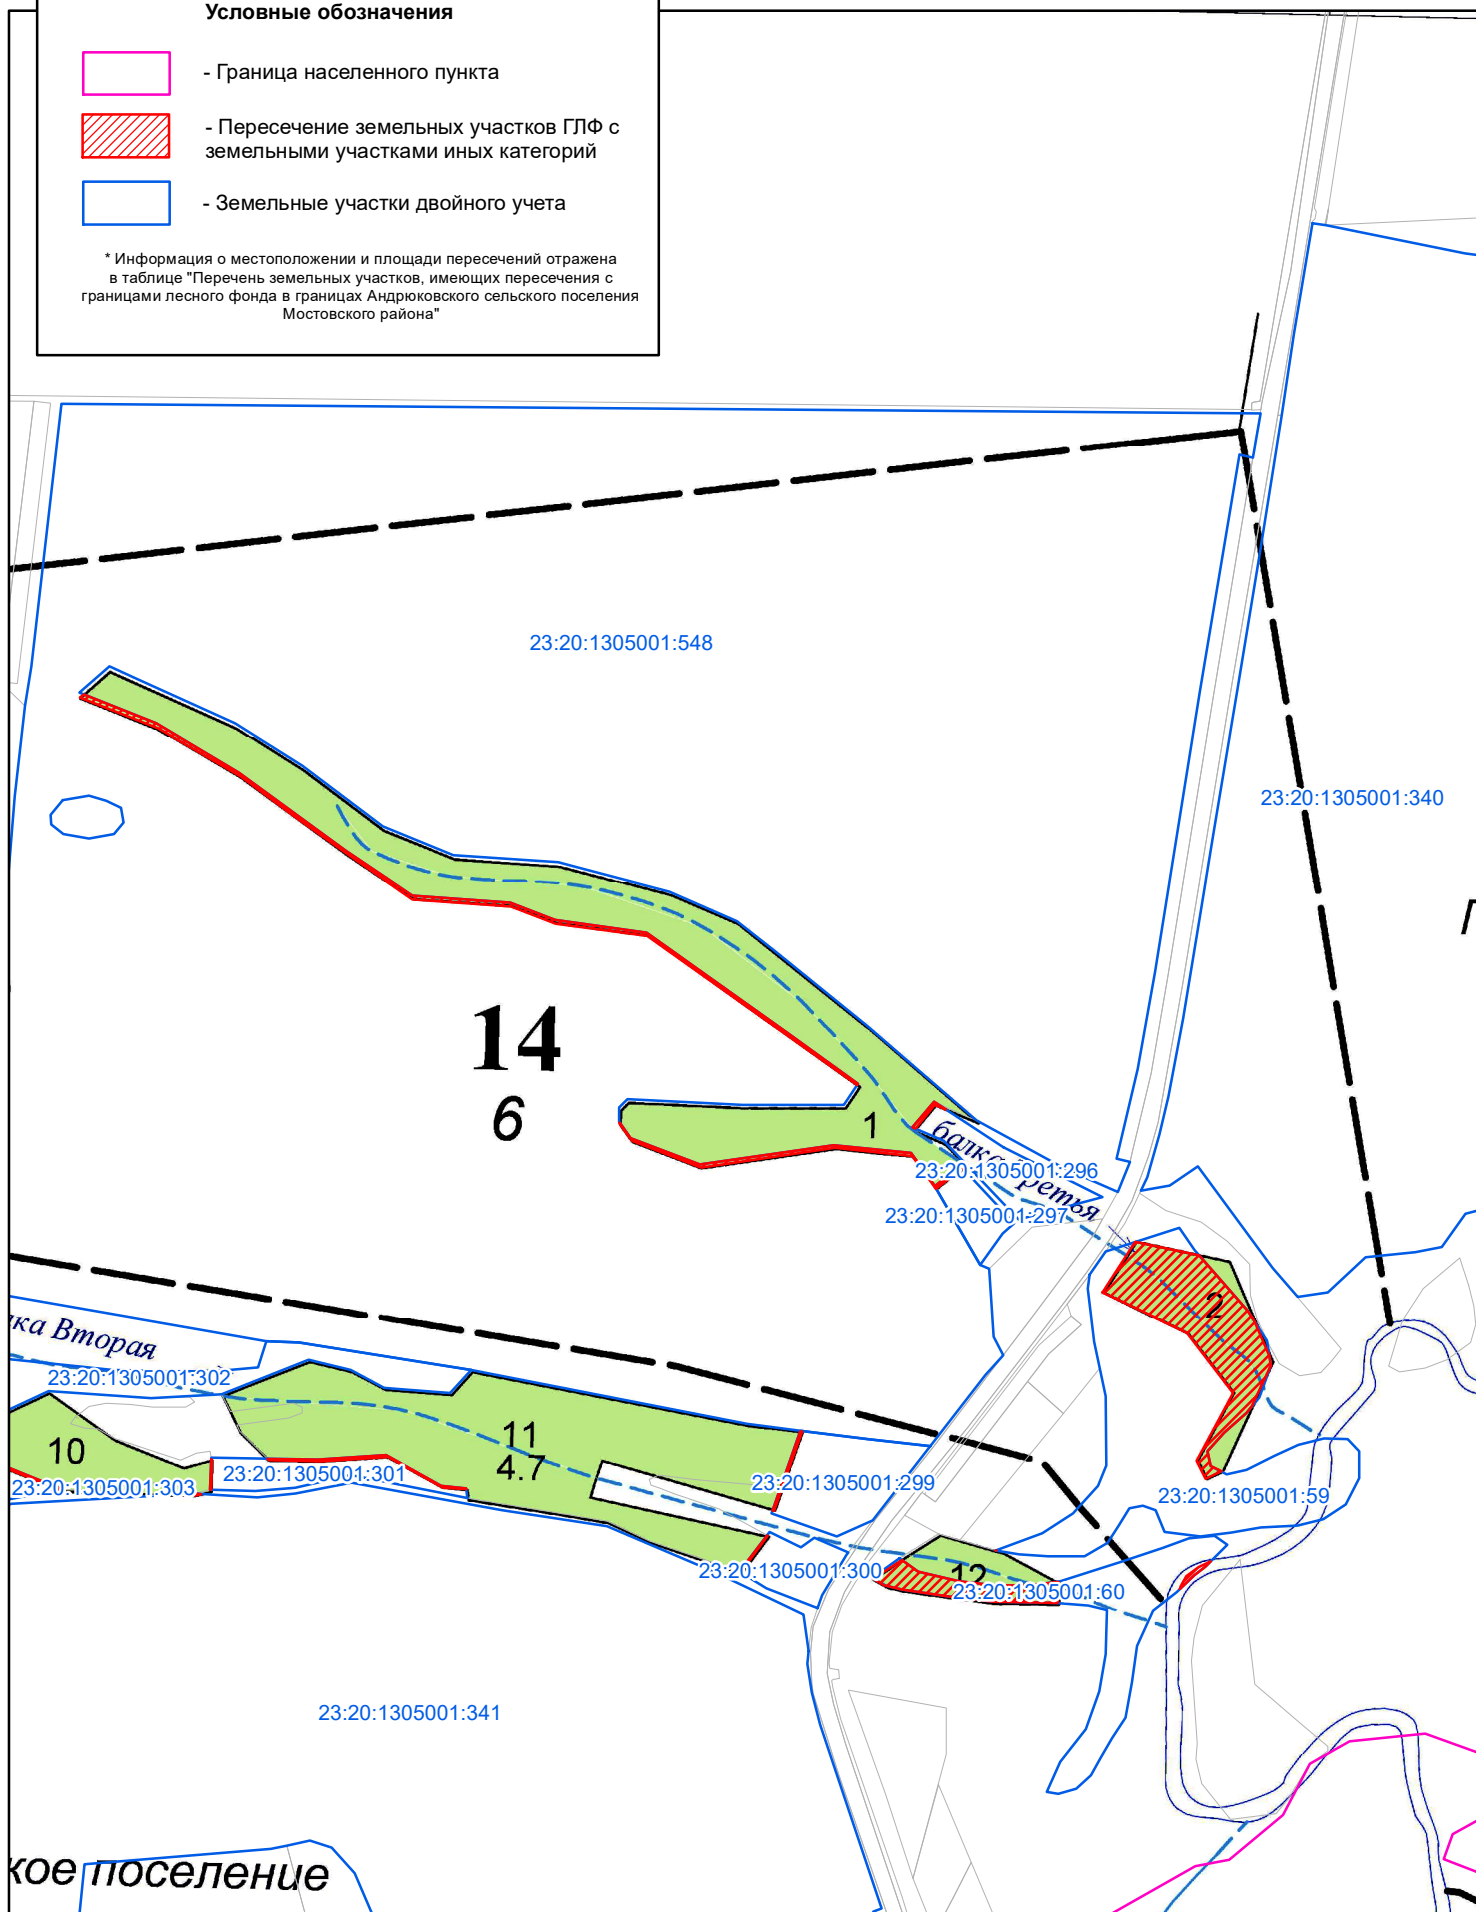 Условные обозначения
- Граница населенного пункта
- Пересечение земельных участков ГЛФ с
земельными участками иных категорий
- Земельные участки двойного учета
* Информация о местоположении и площади пересечений отражена
в таблице "Перечень земельных участков, имеющих пересечения с
границами лесного фонда в границах Андрюковского сельского поселения
Мостовского района"
23:20:1305001:548
23:20:1305001:340
14
6
1
балка Третья
23:20:1305001:296
23:20:1305001:297
2
ка Вторая
23:20:1305001:302
11
4.7
10
23:20:1305001:301
23:20:1305001:303
23:20:1305001:299
23:20:1305001:59
23:20:1305001:300
12
23:20:1305001:60
23:20:1305001:341
кое поселение